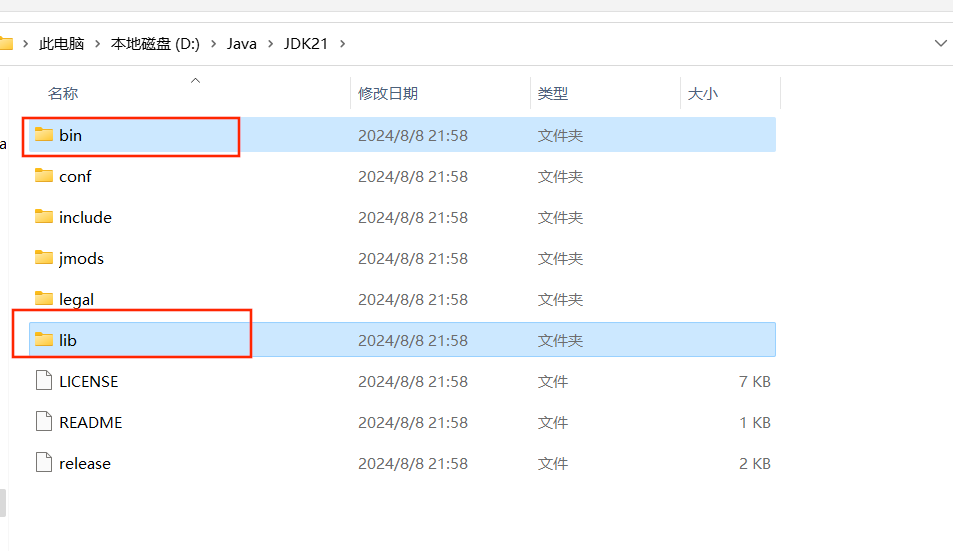 此电脑 > 本地磁盘 (D:) > Java > JDK21 >
名称 修改日期 类型 大小
a
bin 2024/8/8 21:58 文件夹
conf 2024/8/8 21:58 文件夹
include 2024/8/8 21:58 文件夹
jmods 2024/8/8 21:58 文件夹
legal 2024/8/8 21:58 文件夹
lib 2024/8/8 21:58 文件夹
LICENSE 2024/8/8 21:58 文件 7 KB
README 2024/8/8 21:58 文件 1 KB
release 2024/8/8 21:58 文件 2 KB